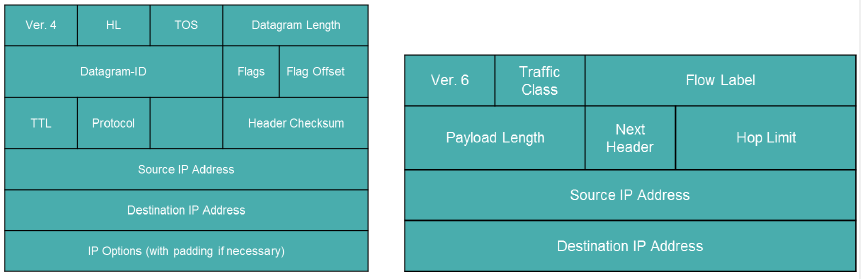 Ver. 4
HL
TOS
Datagram Length
Datagram-ID
Flags
Flag Offset
TTL
Protocol
Header Checksum
Source IP Address
Destination IP Address
IP Options (with padding if necessary)
Ver. 6
Traffic
Class
Flow Label
Payload Length
Next
Header
Hop Limit
Source IP Address
Destination IP Address